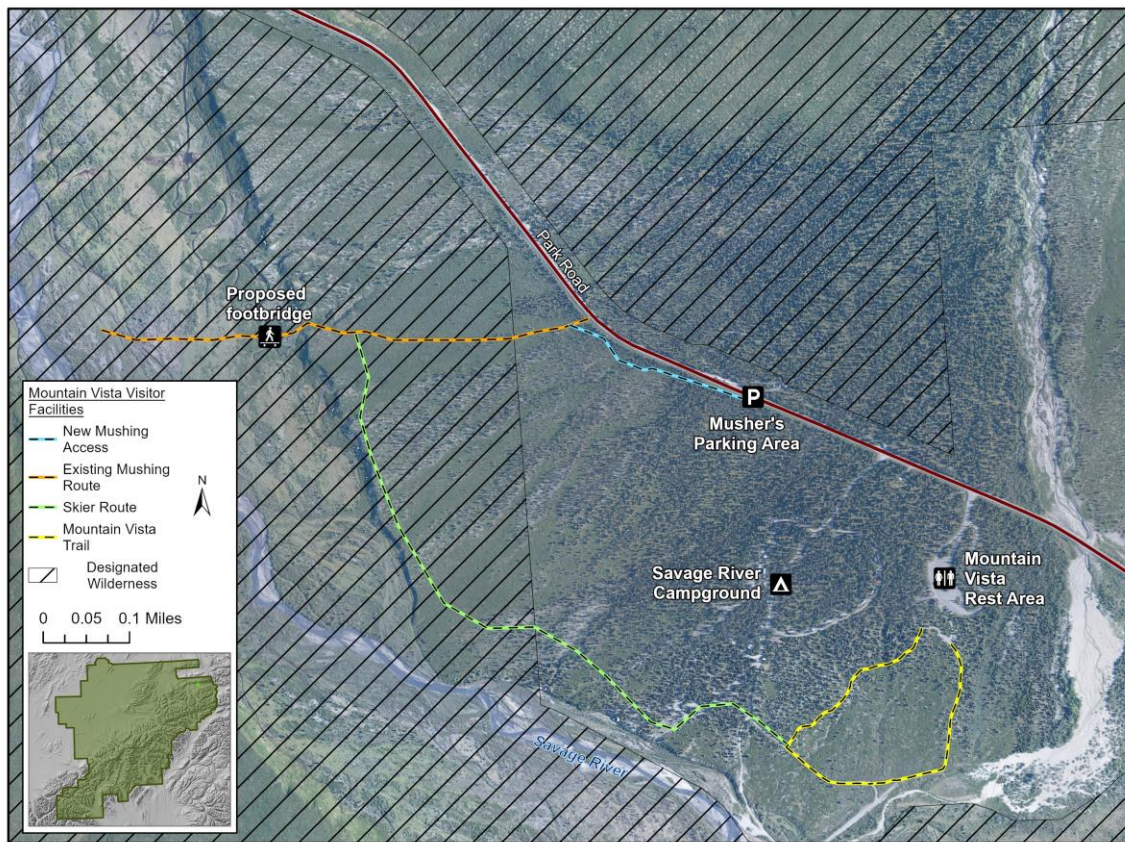 Park Road
Proposed
footbridge
P
Musher's
Parking Area
Savage River
Campground
Mountain
Vista
Rest Area
Savage River
Mountain Vista Visitor
Facilities
New Mushing
Access
Existing Mushing
Route
Skier Route
Mountain Vista
Trail
Designated
Wilderness
N
0 0.05 0.1 Miles